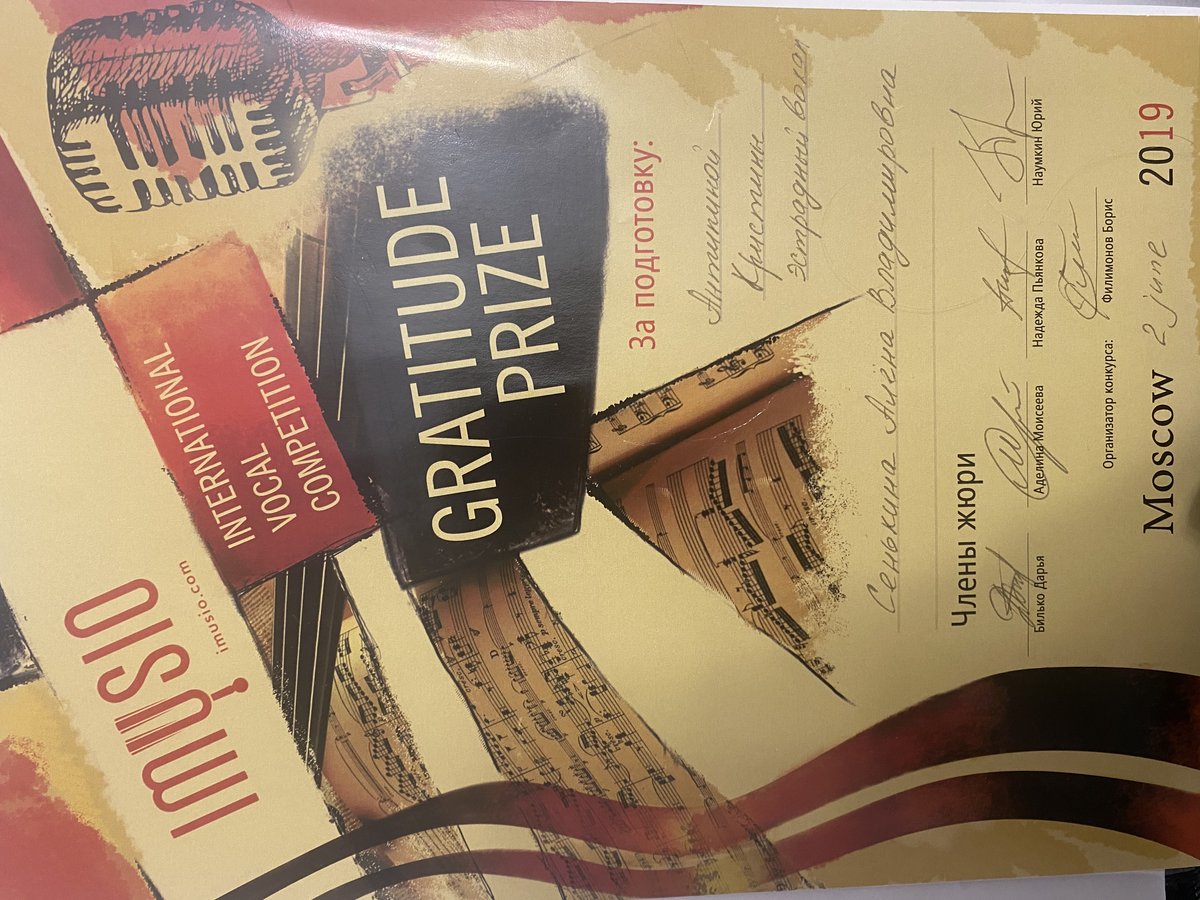 IMUSIO
imusio.com
INTERNATIONAL
VOCAL
COMPETITION
GRATITUDE
PRIZE
За подготовку:
Антипиной
Кристины
эстрадный вокал
Сенькина Алёна Владимировна
Члены жюри
Билько Дарья
Аделина Моисеева
Надежда Пьянкова
Наумкин Юрий
Организатор конкурса:
Филимонов Борис
Moscow 2 june 2019